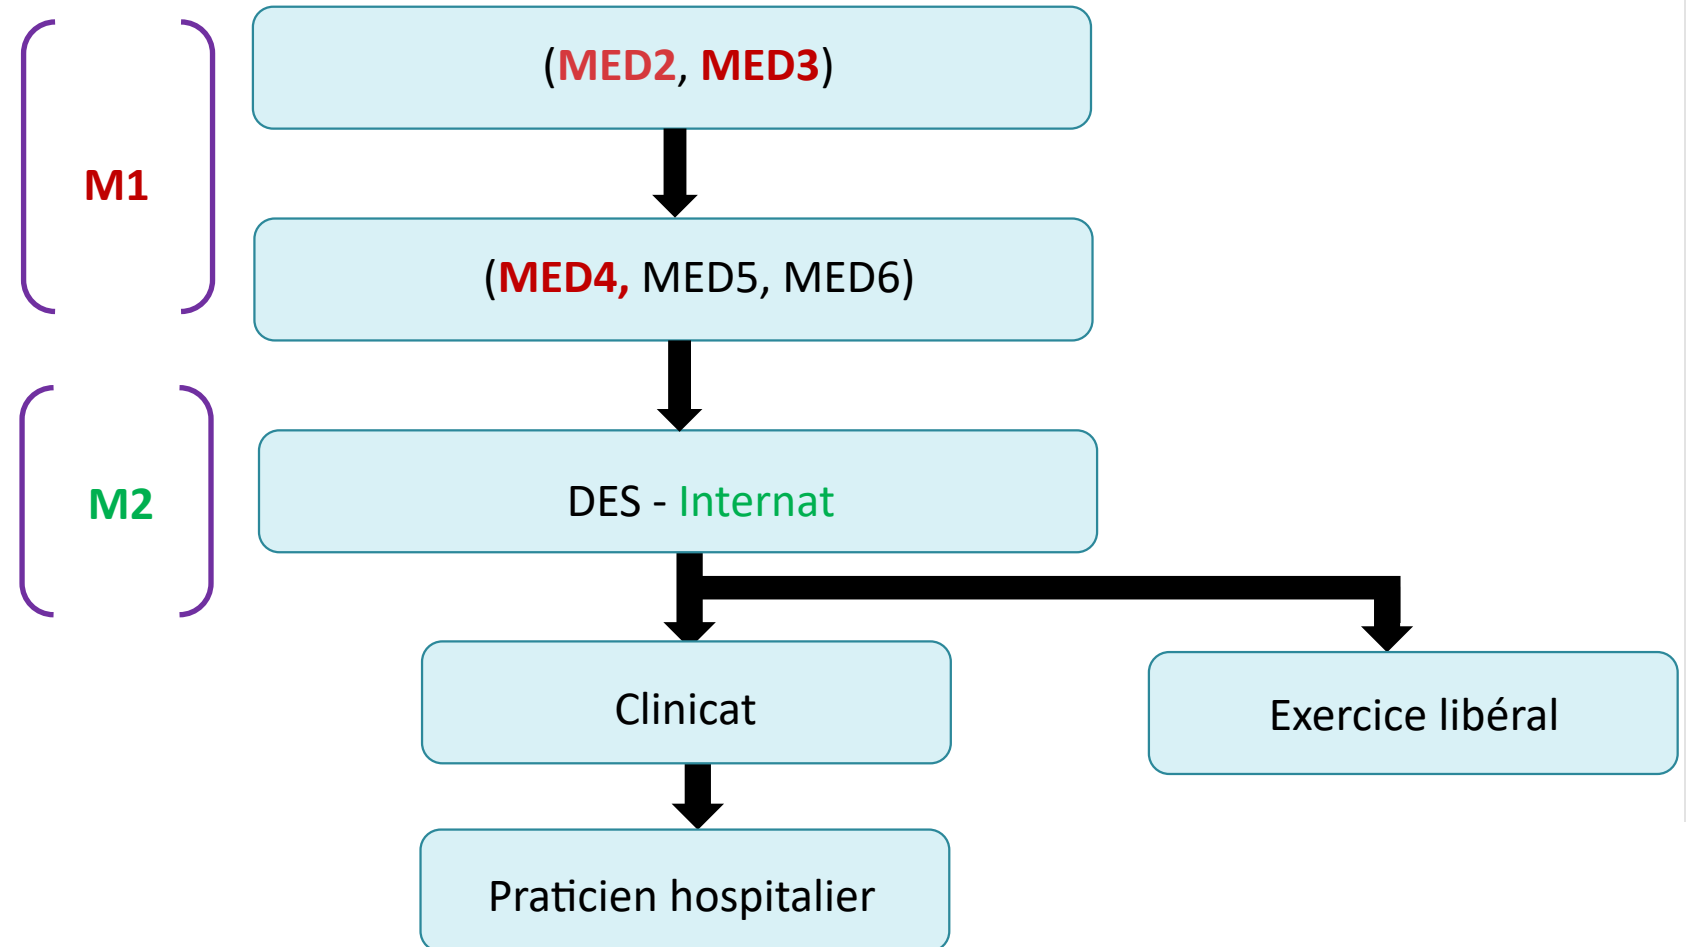 (MED2, MED3)
M1
(MED4, MED5, MED6)
M2
DES - Internat
Clinicat
Exercice libéral
Praticien hospitalier